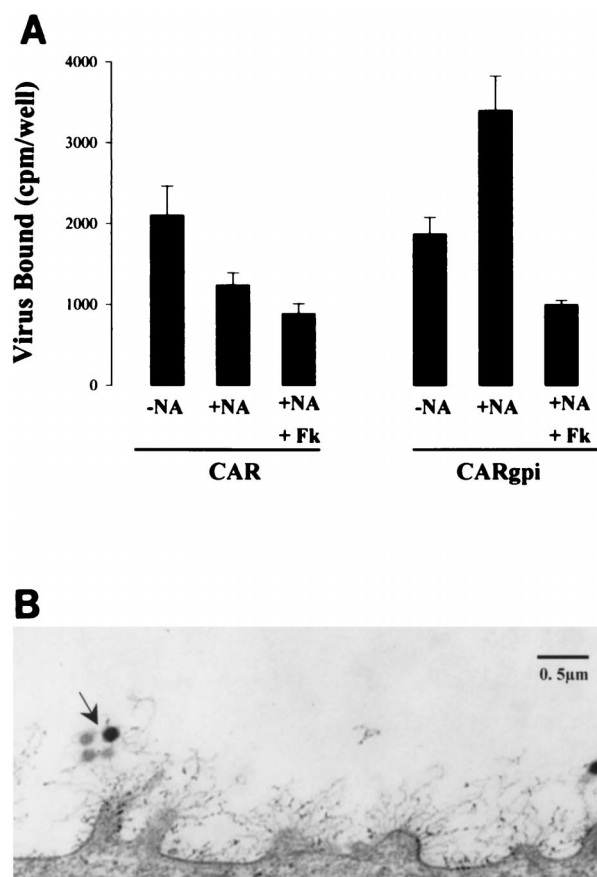 A
Virus Bound (cpm/well)
4000
3000
2000
1000
0
-NA +NA +NA + Fk -NA +NA +NA + Fk
CAR CARgpi
B
0. 5µm